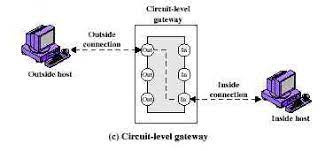 Circuit-level
gateway
Outside
connection
Out
In
Out
In
Out
In
Outside host
Inside
connection
Inside host
(c) Circuit-level gateway